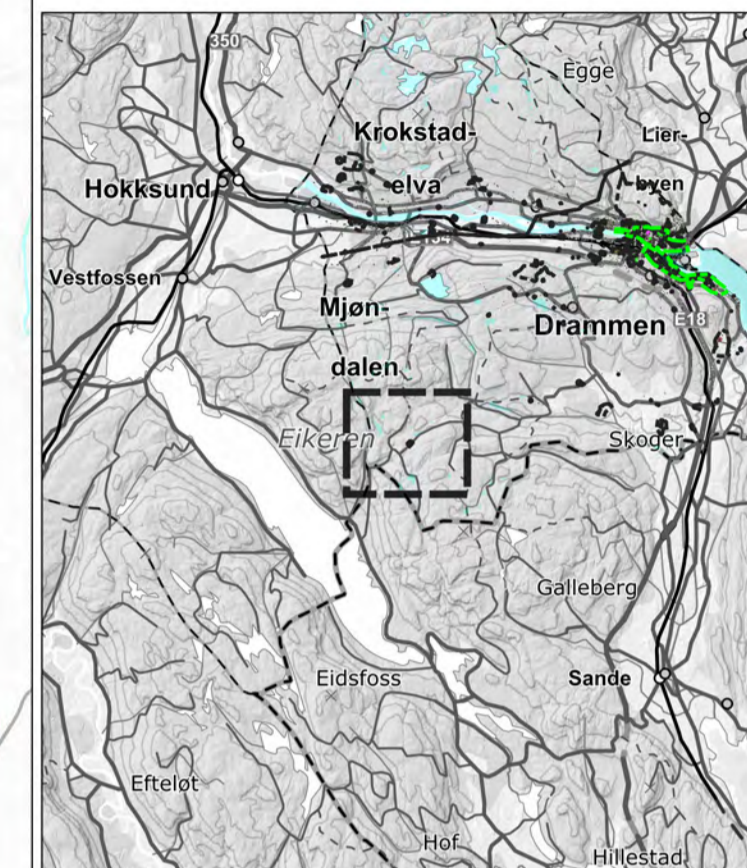 350
Egge
Krokstad-
elva
Lier-
byen
Hokksund
Vestfossen
Mjøn-
dalen
Drammen
E18
Eikeren
Skoger
Galleberg
Eidsfoss
Sande
Efteløt
Hof
Hillestad